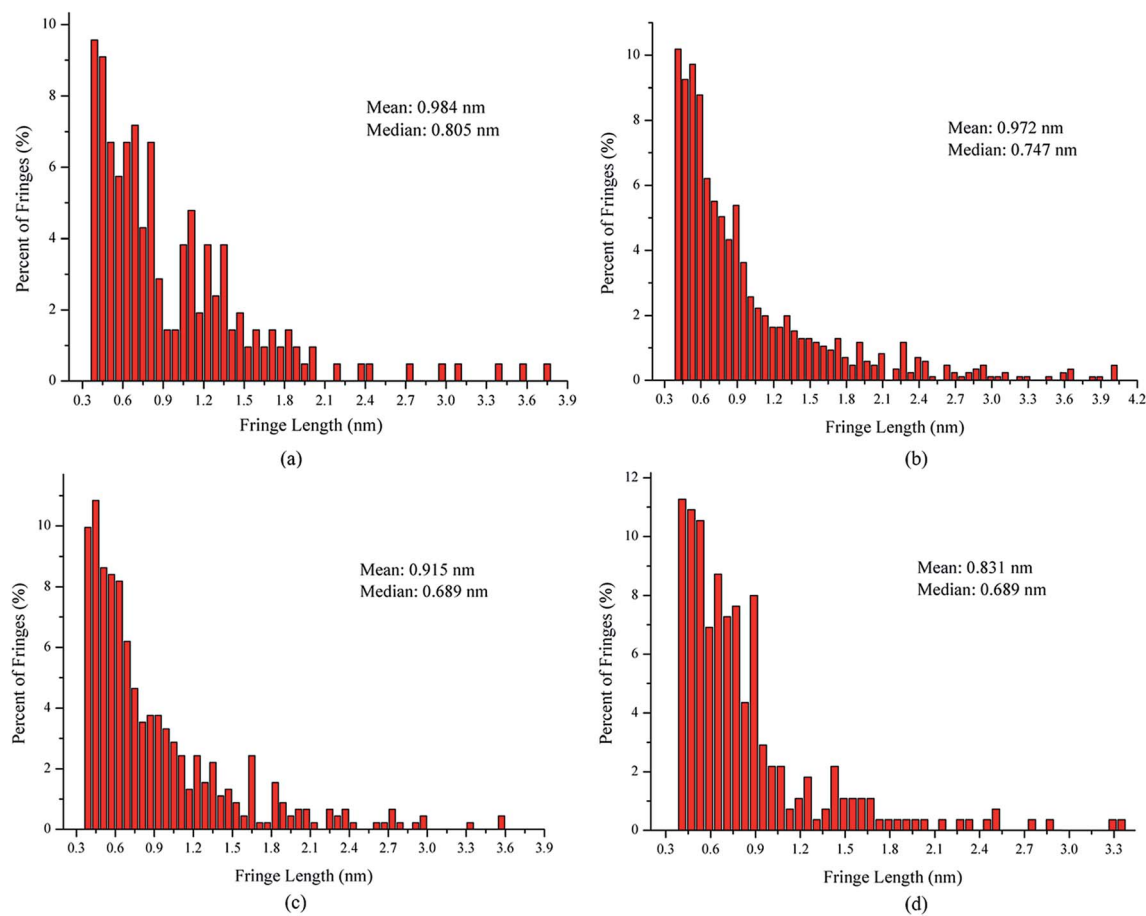 Percent of Fringes (%)
10
8
6
4
2
0
Mean: 0.984 nm
Median: 0.805 nm
0.3 0.6 0.9 1.2 1.5 1.8 2.1 2.4 2.7 3.0 3.3 3.6 3.9
Fringe Length (nm)
(a)
Percent of Fringes (%)
10
8
6
4
2
0
Mean: 0.972 nm
Median: 0.747 nm
0.3 0.6 0.9 1.2 1.5 1.8 2.1 2.4 2.7 3.0 3.3 3.6 3.9 4.2
Fringe Length (nm)
(b)
Percent of Fringes (%)
10
8
6
4
2
0
Mean: 0.915 nm
Median: 0.689 nm
0.3 0.6 0.9 1.2 1.5 1.8 2.1 2.4 2.7 3.0 3.3 3.6 3.9
Fringe Length (nm)
(c)
Percent of Fringes (%)
12
10
8
6
4
2
0
Mean: 0.831 nm
Median: 0.689 nm
0.3 0.6 0.9 1.2 1.5 1.8 2.1 2.4 2.7 3.0 3.3
Fringe Length (nm)
(d)